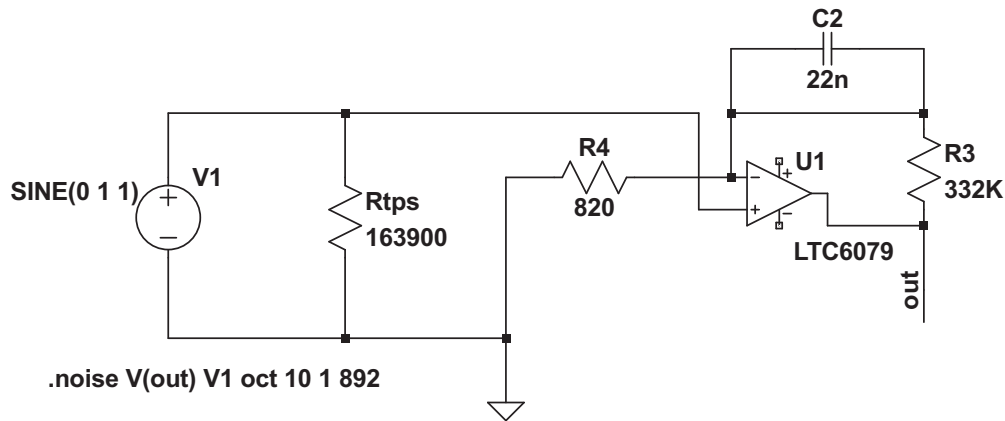 C2
22n
SINE(0 1 1)
V1
Rtps
163900
R4
820
U1
R3
332K
LTC6079
out
.noise V(out) V1 oct 10 1 892